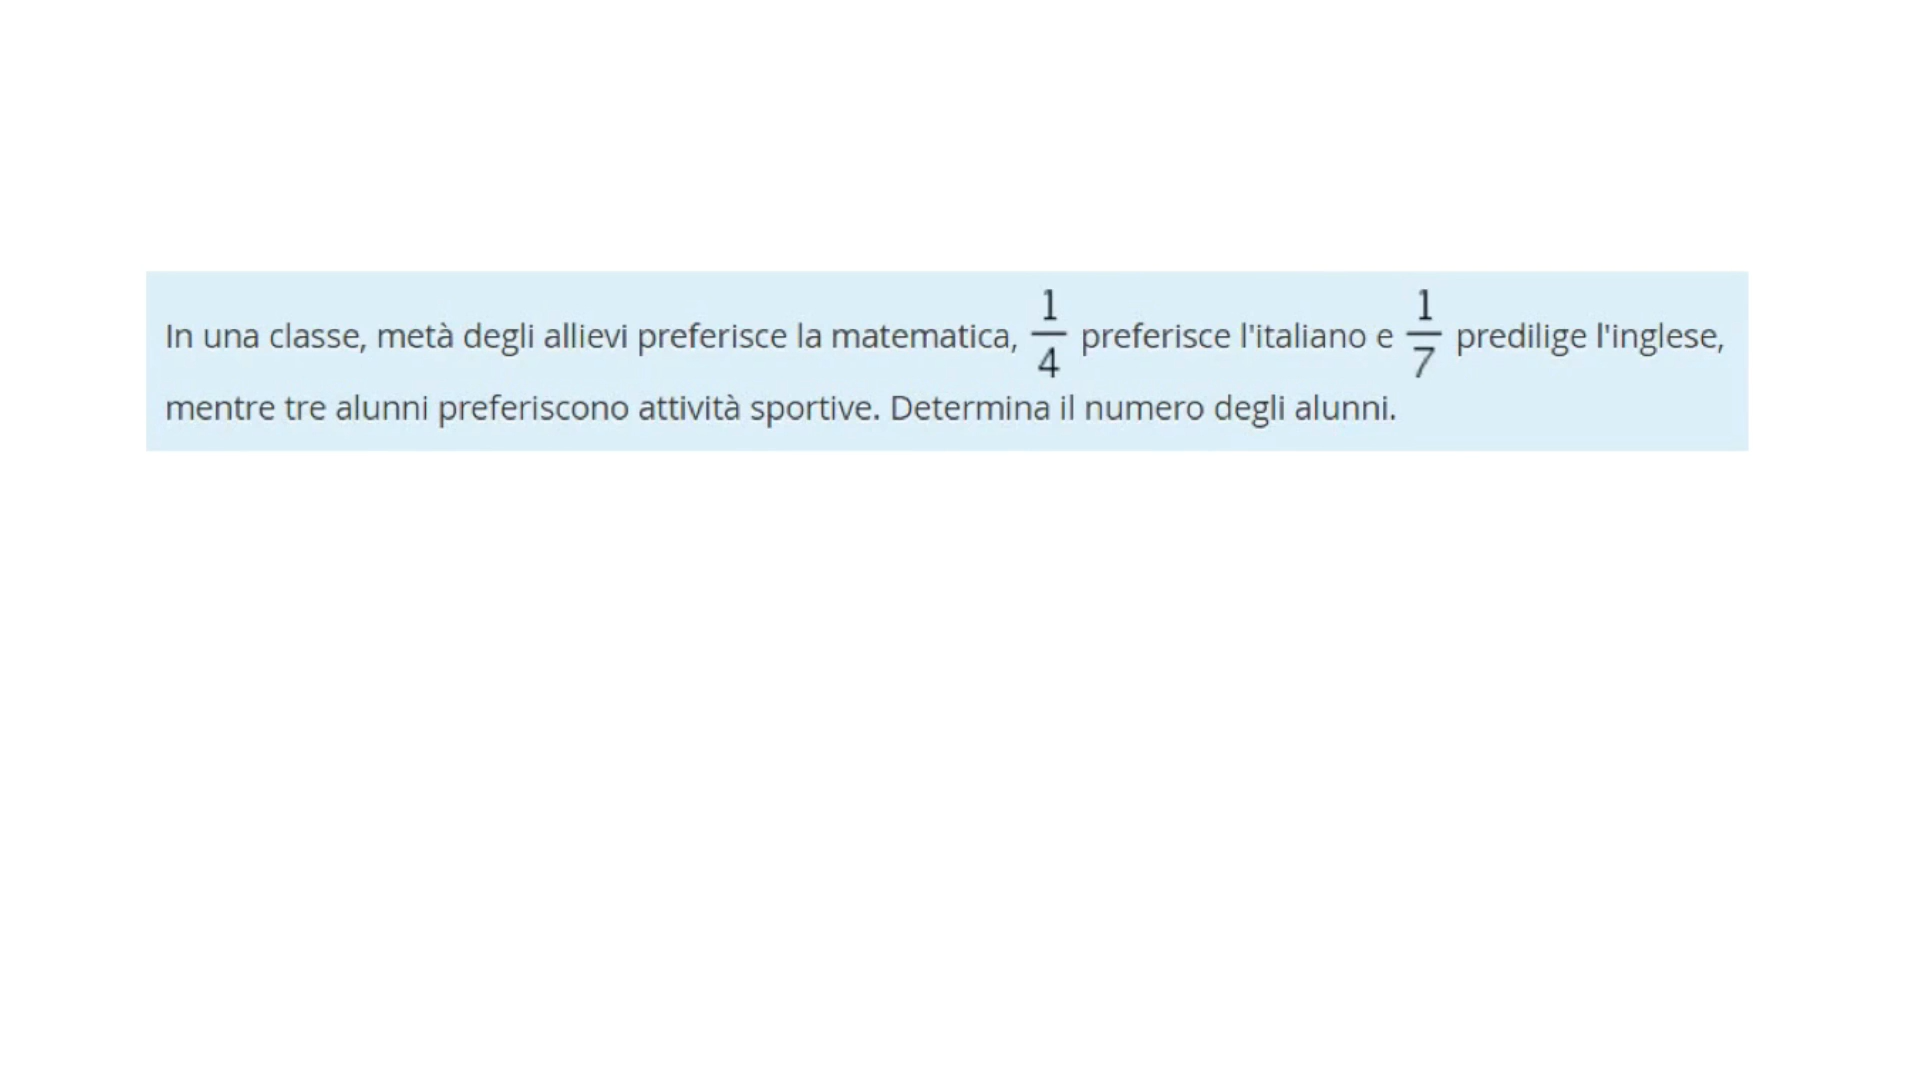 In una classe, metà degli allievi preferisce la matematica, 1/4 preferisce l'italiano e 1/7 predilige l'inglese,
mentre tre alunni preferiscono attività sportive. Determina il numero degli alunni.